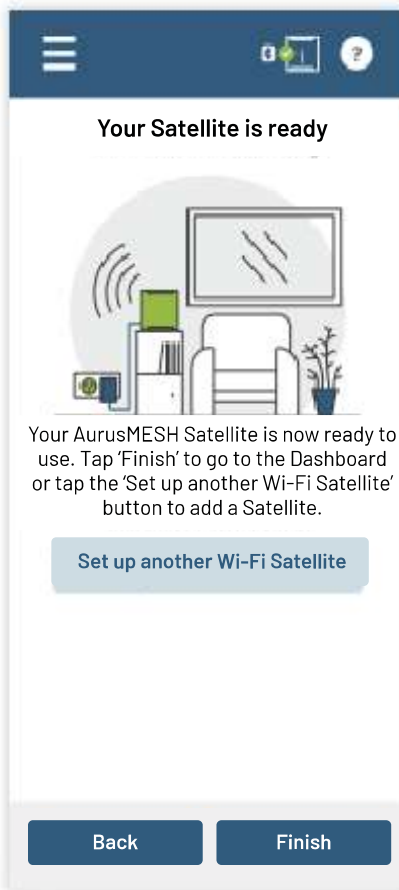 ?
Your Satellite is ready
Your AurusMESH Satellite is now ready to
use. Tap ‘Finish’ to go to the Dashboard
or tap the ‘Set up another Wi-Fi Satellite’
button to add a Satellite.
Set up another Wi-Fi Satellite
Back
Finish